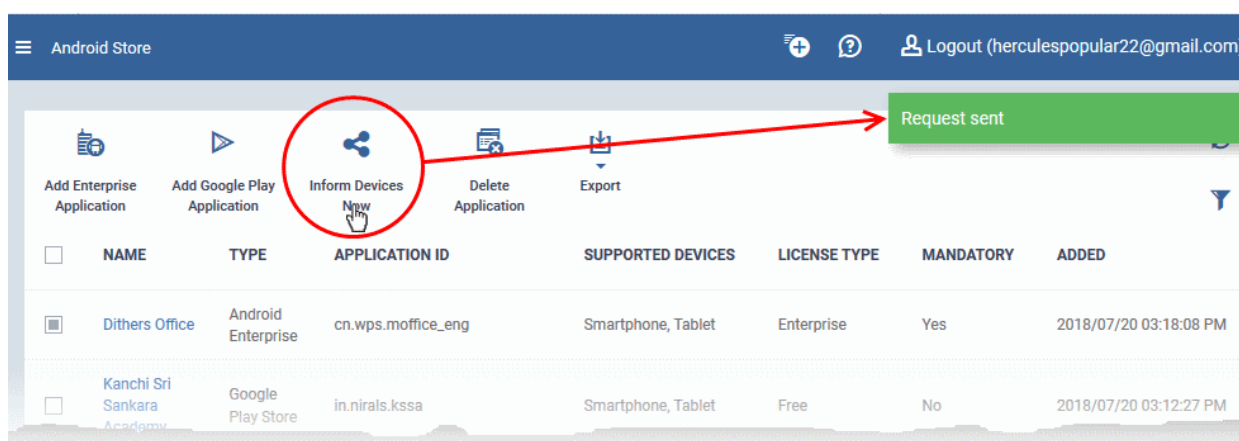 Android Store
Logout (herculespopular22@gmail.com
Request sent
Add Enterprise
Application
Add Google Play
Application
Inform Devices
Now
Delete
Application
Export
NAME TYPE APPLICATION ID SUPPORTED DEVICES LICENSE TYPE MANDATORY ADDED
Dithers Office Android
Enterprise cn.wps.moffice_eng Smartphone, Tablet Enterprise Yes 2018/07/20 03:18:08 PM
Kanchi Sri
Sankara
Academy Google
Play Store in.nirals.kssa Smartphone, Tablet Free No 2018/07/20 03:12:27 PM